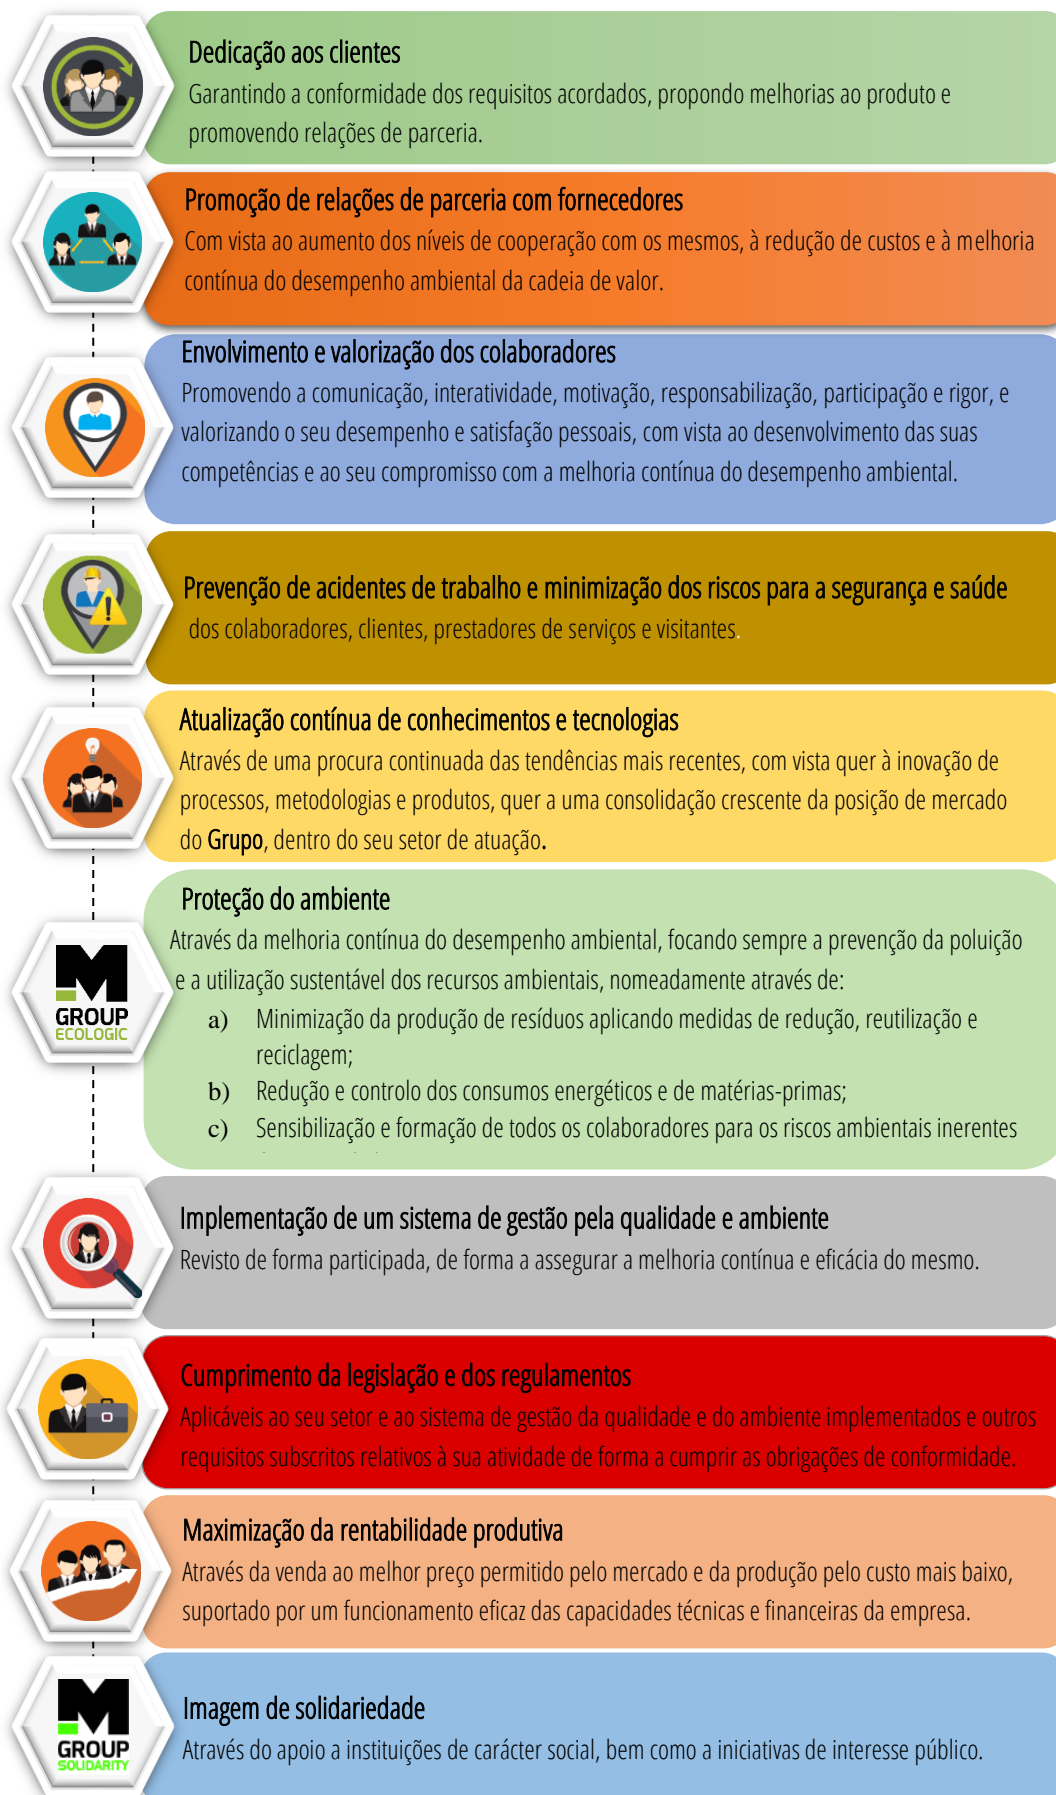 Dedicação aos clientes
Garantindo a conformidade dos requisitos acordados, propondo melhorias ao produto e
promovendo relações de parceria.
Promoção de relações de parceria com fornecedores
Com vista ao aumento dos níveis de cooperação com os mesmos, à redução de custos e à melhoria
contínua do desempenho ambiental da cadeia de valor.
Envolvimento e valorização dos colaboradores
Promovendo a comunicação, interatividade, motivação, responsabilização, participação e rigor, e
valorizando o seu desempenho e satisfação pessoais, com vista ao desenvolvimento das suas
competências e ao seu compromisso com a melhoria contínua do desempenho ambiental.
Prevenção de acidentes de trabalho e minimização dos riscos para a segurança e saúde
dos colaboradores, clientes, prestadores de serviços e visitantes.
Atualização contínua de conhecimentos e tecnologias
Através de uma procura continuada das tendências mais recentes, com vista quer à inovação de
processos, metodologias e produtos, quer a uma consolidação crescente da posição de mercado
do Grupo, dentro do seu setor de atuação.
M
GROUP
ECOLOGIC
Proteção do ambiente
Através da melhoria contínua do desempenho ambiental, focando sempre a prevenção da poluição
e a utilização sustentável dos recursos ambientais, nomeadamente através de:
a) Minimização da produção de resíduos aplicando medidas de redução, reutilização e
reciclagem;
b) Redução e controlo dos consumos energéticos e de matérias-primas;
c) Sensibilização e formação de todos os colaboradores para os riscos ambientais inerentes
Implementação de um sistema de gestão pela qualidade e ambiente
Revisto de forma participada, de forma a assegurar a melhoria contínua e eficácia do mesmo.
Cumprimento da legislação e dos regulamentos
Aplicáveis ao seu setor e ao sistema de gestão da qualidade e do ambiente implementados e outros
requisitos subscritos relativos à sua atividade de forma a cumprir as obrigações de conformidade.
Maximização da rentabilidade produtiva
Através da venda ao melhor preço permitido pelo mercado e da produção pelo custo mais baixo,
suportado por um funcionamento eficaz das capacidades técnicas e financeiras da empresa.
M
GROUP
SOLIDARITY
Imagem de solidariedade
Através do apoio a instituições de carácter social, bem como a iniciativas de interesse público.